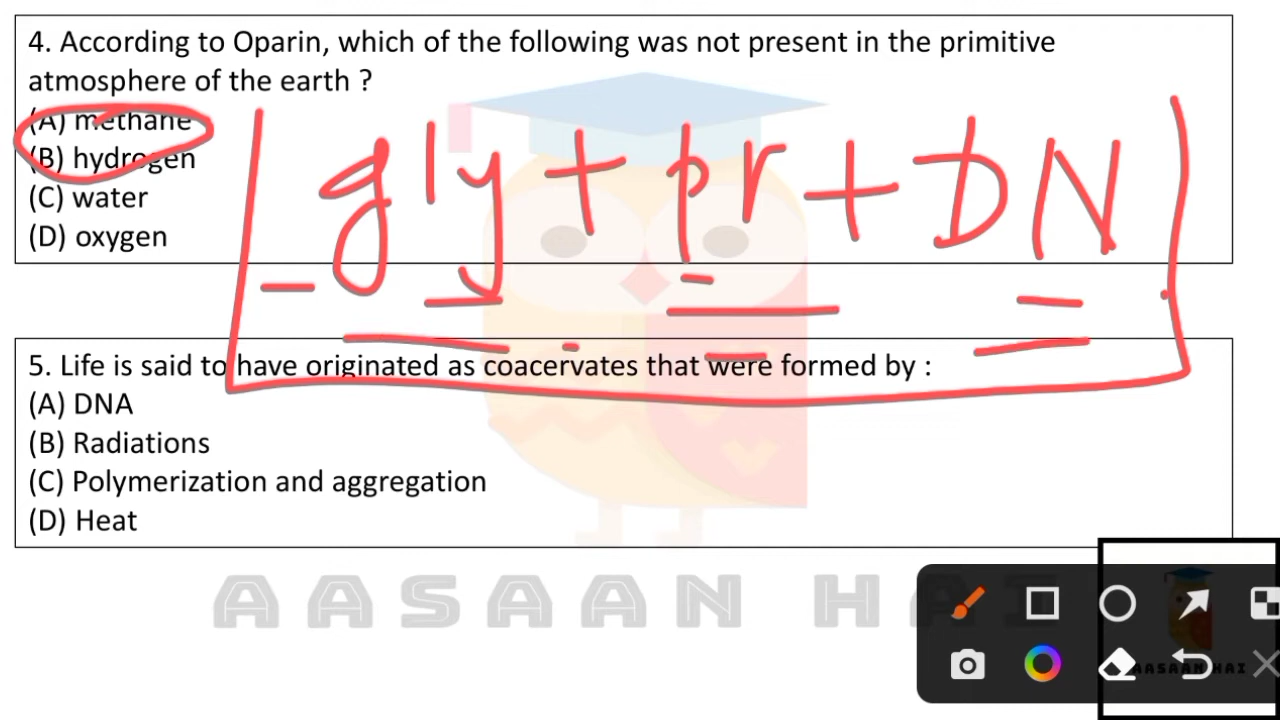 4. According to Oparin, which of the following was not present in the primitive
atmosphere of the earth ?
(A) methane
(B) hydrogen
(C) water
(D) oxygen
gly + pr + DN
5. Life is said to have originated as coacervates that were formed by :
(A) DNA
(B) Radiations
(C) Polymerization and aggregation
(D) Heat
AASAAN HAI
AASAAN HAI